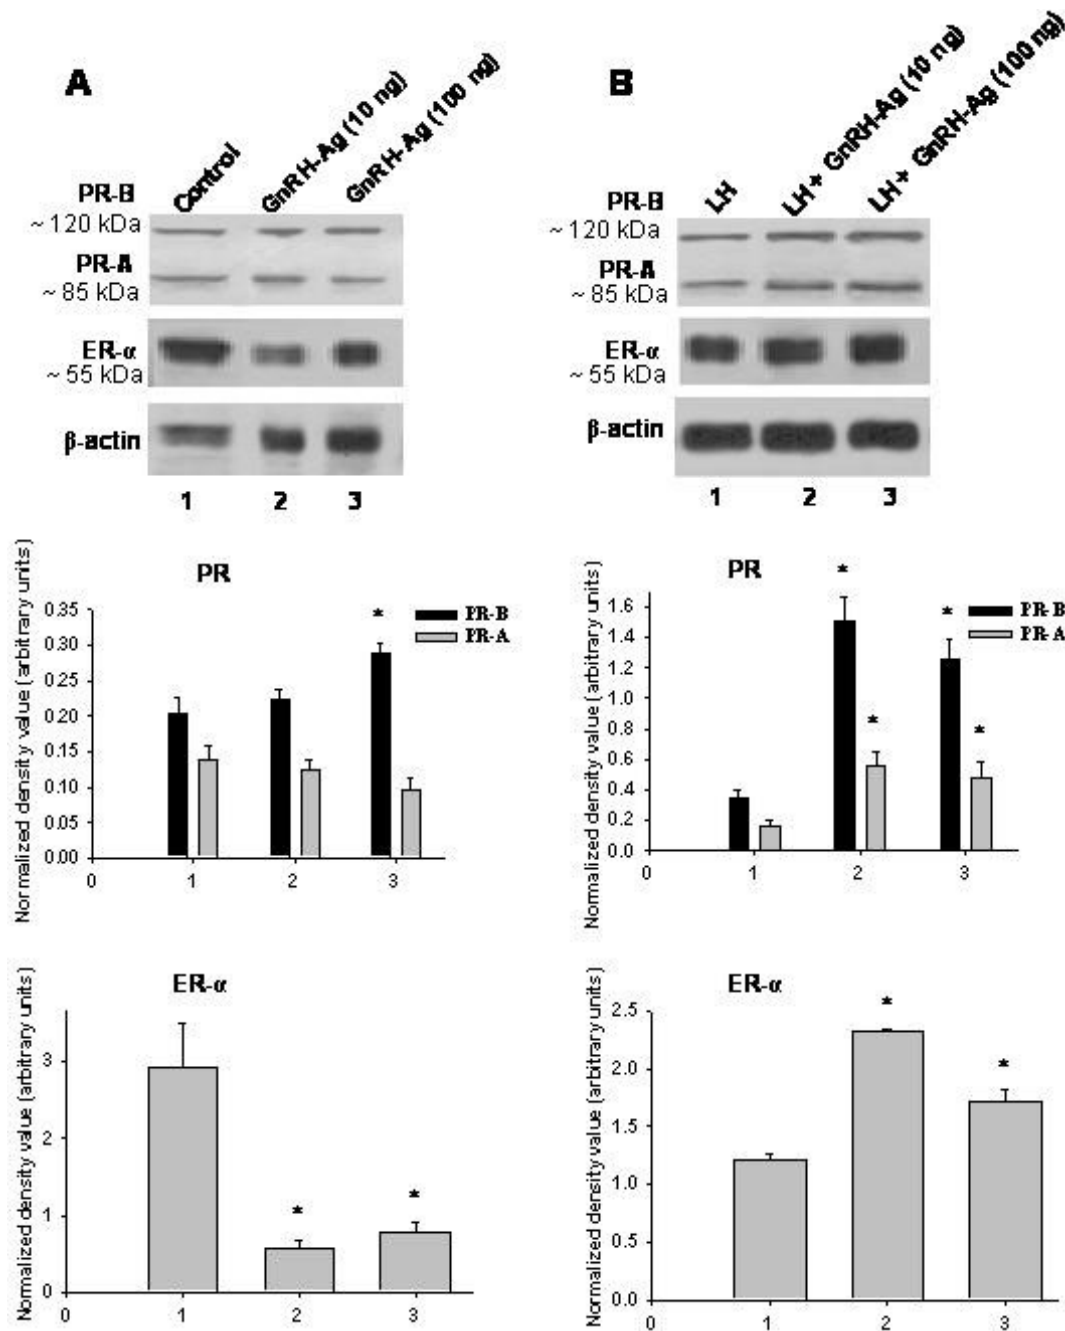 A
Control
GnRH-Ag (10 ng)
GnRH-Ag (100 ng)
PR-B
~ 120 kDa
PR-A
~ 85 kDa
ER-α
~ 55 kDa
β-actin
1 2 3
PR
PR-B
PR-A
Normalized density value (arbitrary units)
0.35
0.30
0.25
0.20
0.15
0.10
0.05
0.00
*
0 1 2 3
ER-α
Normalized density value (arbitrary units)
3
2
1
0
* *
0 1 2 3
B
LH
LH + GnRH-Ag (10 ng)
LH + GnRH-Ag (100 ng)
PR-B
~ 120 kDa
PR-A
~ 85 kDa
ER-α
~ 55 kDa
β-actin
1 2 3
PR
PR-B
PR-A
Normalized density value (arbitrary units)
1.6
1.4
1.2
1.0
0.8
0.6
0.4
0.2
0.0
* * * *
0 1 2 3
ER-α
Normalized density value (arbitrary units)
2.5
2.0
1.5
1.0
0.5
0.0
* *
0 1 2 3